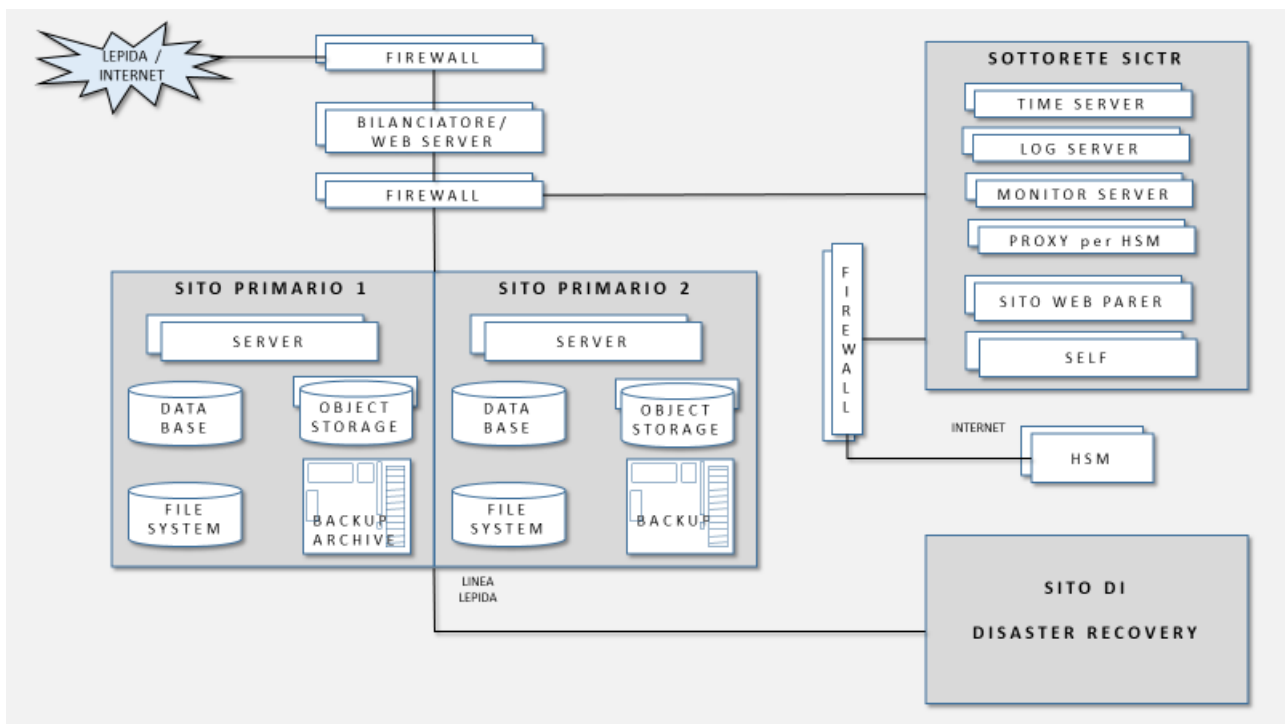 LEPIDA /
INTERNET
FIREWALL
BILANCIATORE/
WEB SERVER
FIREWALL
SOTTORETE SICTR
TIME SERVER
LOG SERVER
MONITOR SERVER
PROXY per HSM
SITO WEB PARER
SELF
FIREWALL
INTERNET
HSM
SITO PRIMARIO 1
SERVER
DATA
BASE
OBJECT
STORAGE
FILE
SYSTEM
BACKUP
ARCHIVE
SITO PRIMARIO 2
SERVER
DATA
BASE
OBJECT
STORAGE
FILE
SYSTEM
BACKUP
LINEA
LEPIDA
SITO DI
DISASTER RECOVERY